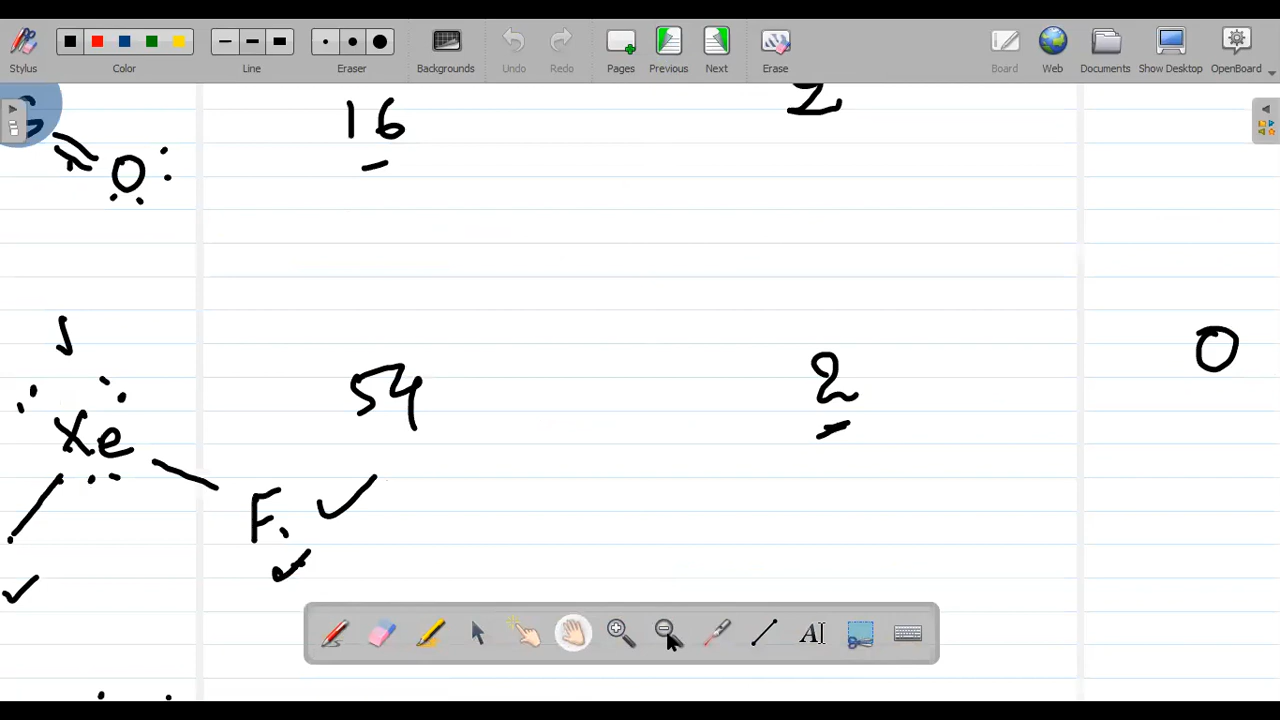 Stylus Color Line Eraser Backgrounds Undo Redo Pages Previous Next Erase Board Web Documents Show Desktop OpenBoard
16 2
O
54 2 0
Xe
F
A